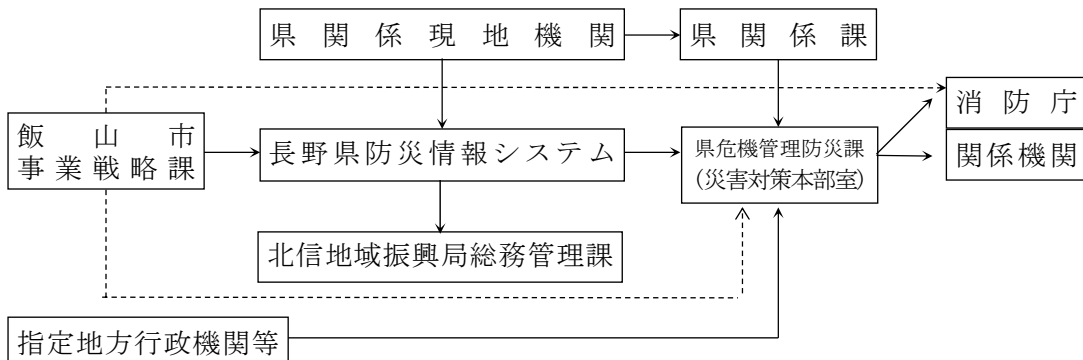 県関係現地機関
県関係課
消防庁
飯山市
事業戦略課
長野県防災情報システム
県危機管理防災課
(災害対策本部室)
関係機関
北信地域振興局総務管理課
指定地方行政機関等